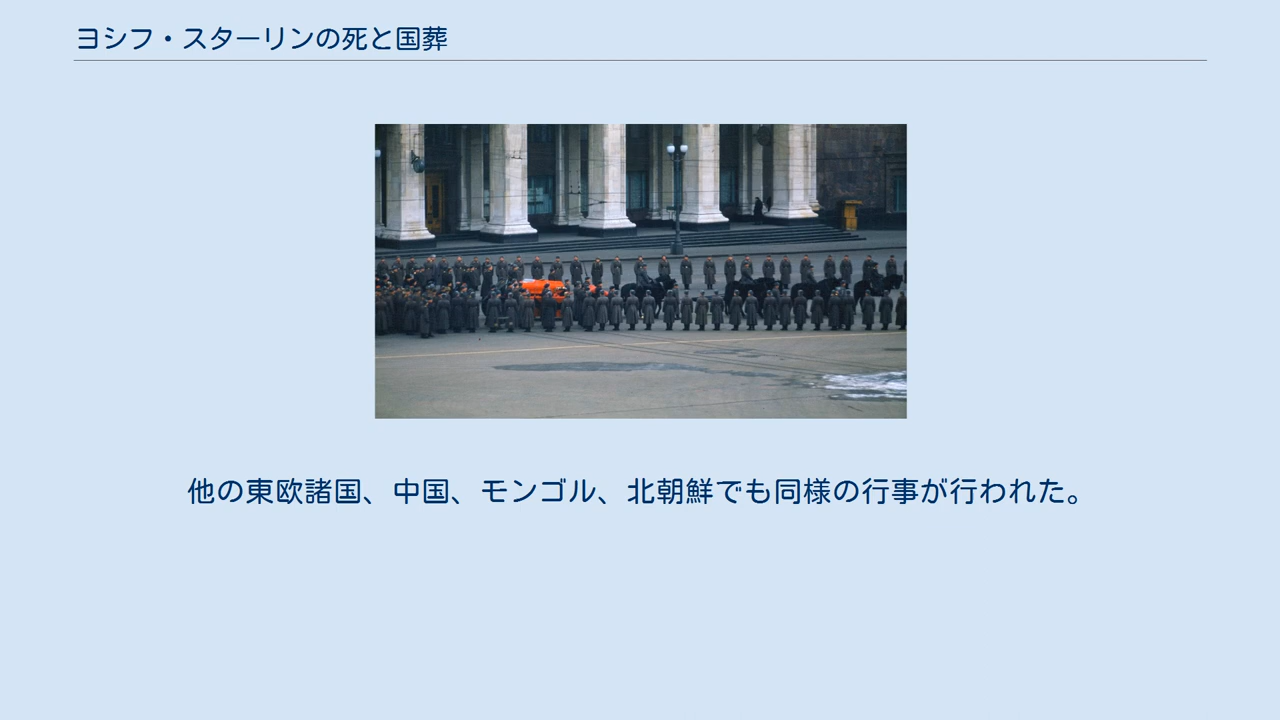 ヨシフ・スターリンの死と国葬
他の東欧諸国、中国、モンゴル、北朝鮮でも同様の行事が行われた。